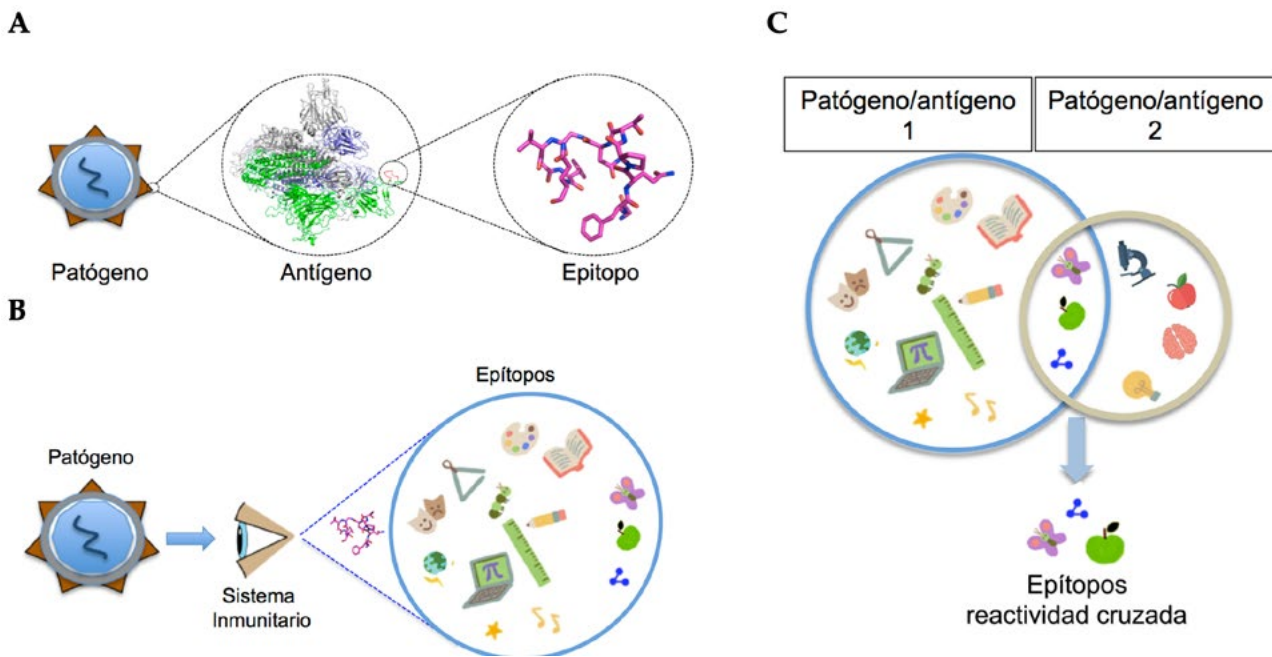 A
Patógeno
Antígeno
Epitopo
B
Patógeno
Sistema
Inmunitario
Epítopos
π
C
Patógeno/antígeno
1
Patógeno/antígeno
2
π
Epítopos
reactividad cruzada